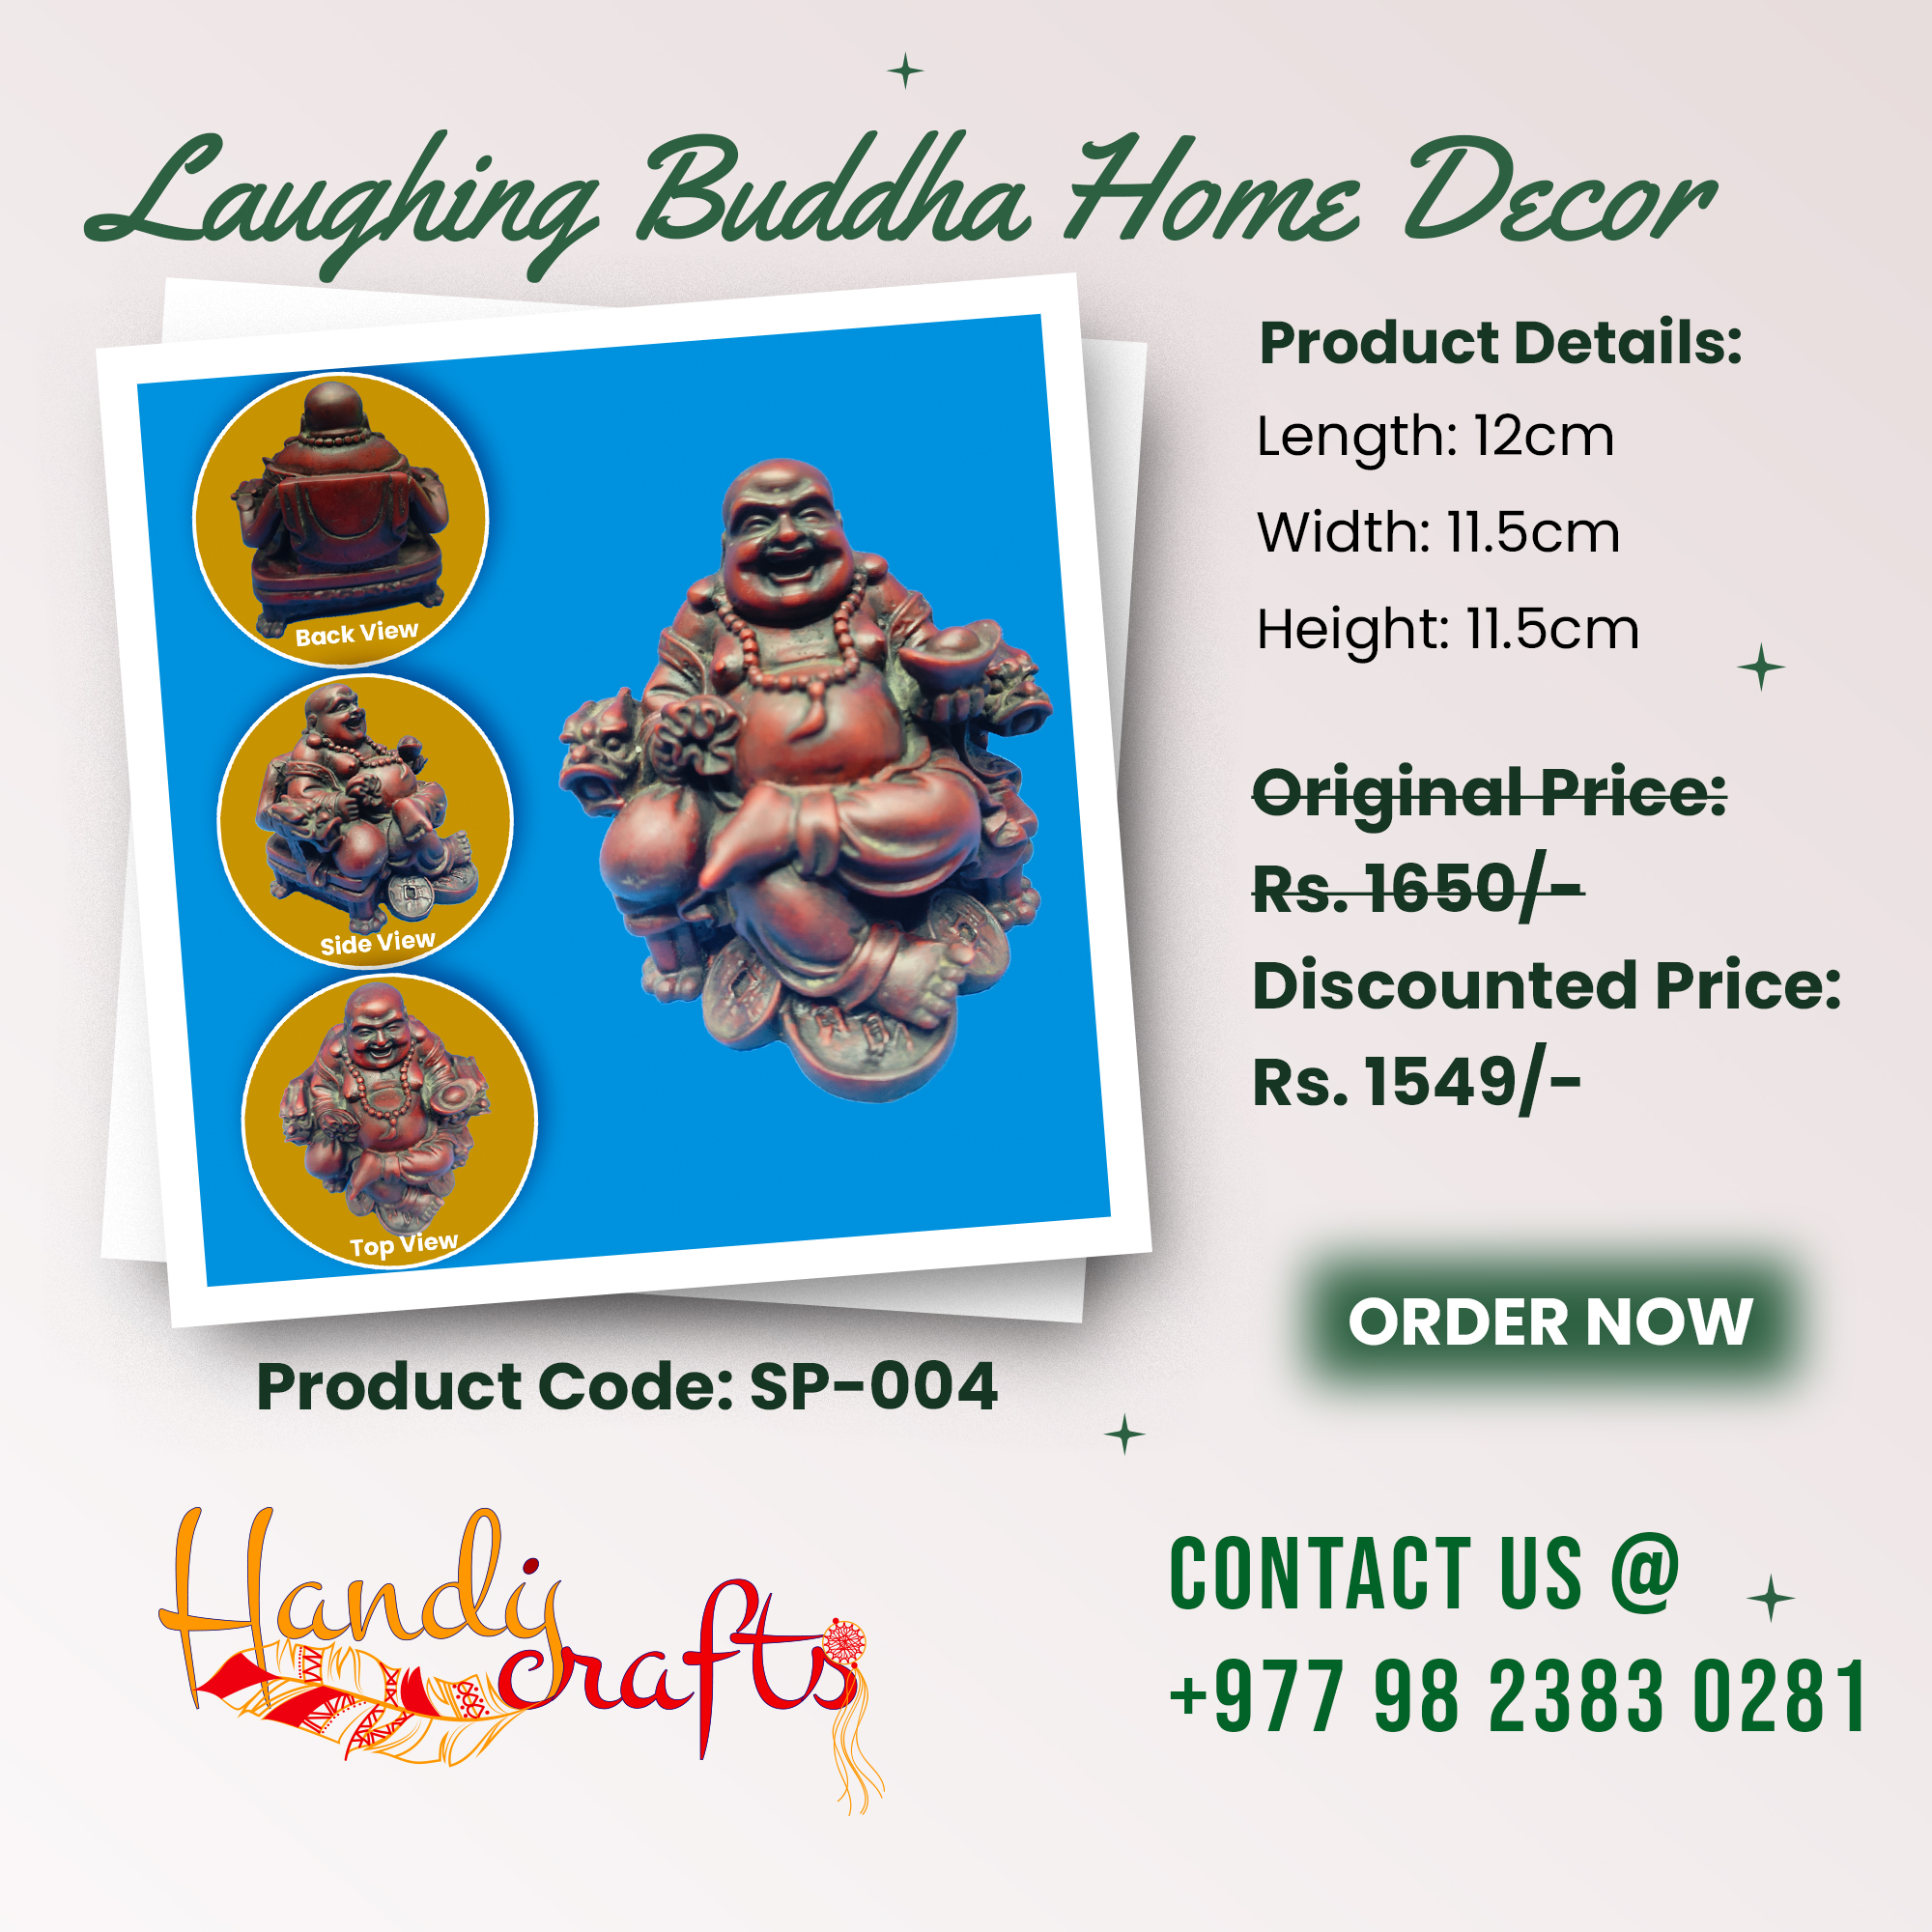 Laughing Buddha Home Decor
Back View
Side View
Top View
Product Code: SP-004
Product Details:
Length: 12cm
Width: 11.5cm
Height: 11.5cm
Original Price:
Rs. 1650/-
Discounted Price:
Rs. 1549/-
ORDER NOW
Handy
crafts
CONTACT US @
+977 98 2383 0281